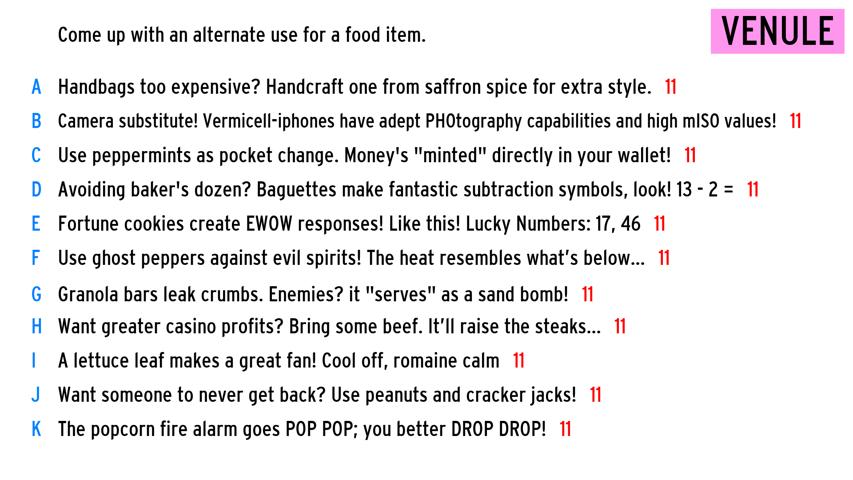 Come up with an alternate use for a food item.
VENULE
A Handbags too expensive? Handcraft one from saffron spice for extra style. 11
B Camera substitute! Vermicell-iphones have adept PHOtography capabilities and high mISO values! 11
C Use peppermints as pocket change. Money's "minted" directly in your wallet! 11
D Avoiding baker's dozen? Baguettes make fantastic subtraction symbols, look! 13 - 2 = 11
E Fortune cookies create EWOW responses! Like this! Lucky Numbers: 17, 46 11
F Use ghost peppers against evil spirits! The heat resembles what's below... 11
G Granola bars leak crumbs. Enemies? it "serves" as a sand bomb! 11
H Want greater casino profits? Bring some beef. It'll raise the steaks... 11
I A lettuce leaf makes a great fan! Cool off, romaine calm 11
J Want someone to never get back? Use peanuts and cracker jacks! 11
K The popcorn fire alarm goes POP POP; you better DROP DROP! 11